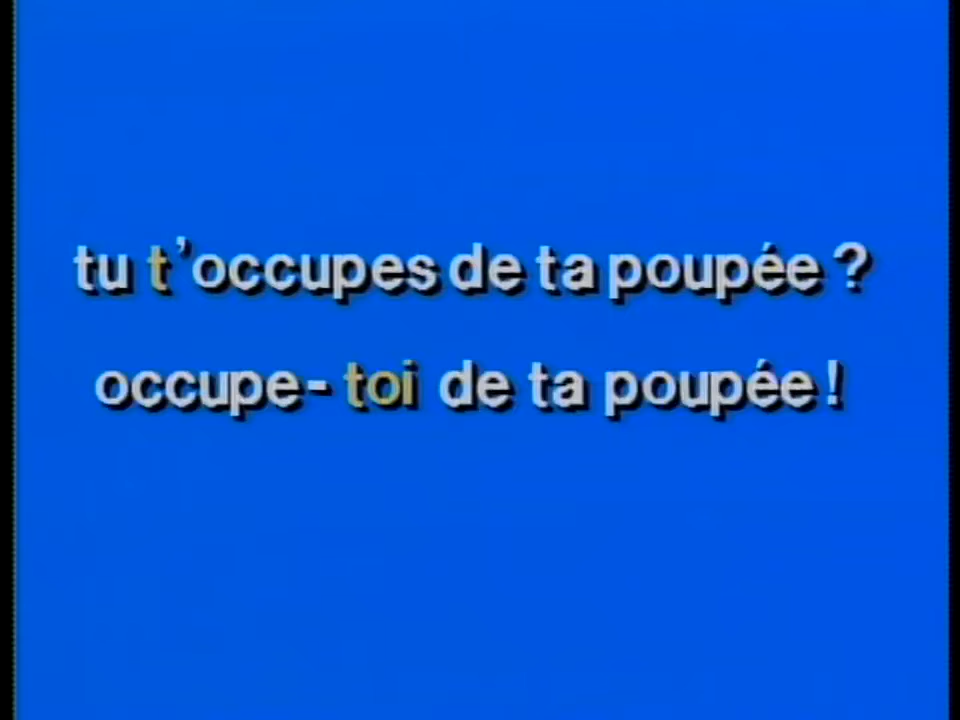 tu t'occupes de ta poupée ?
occupe- toi de ta poupée !